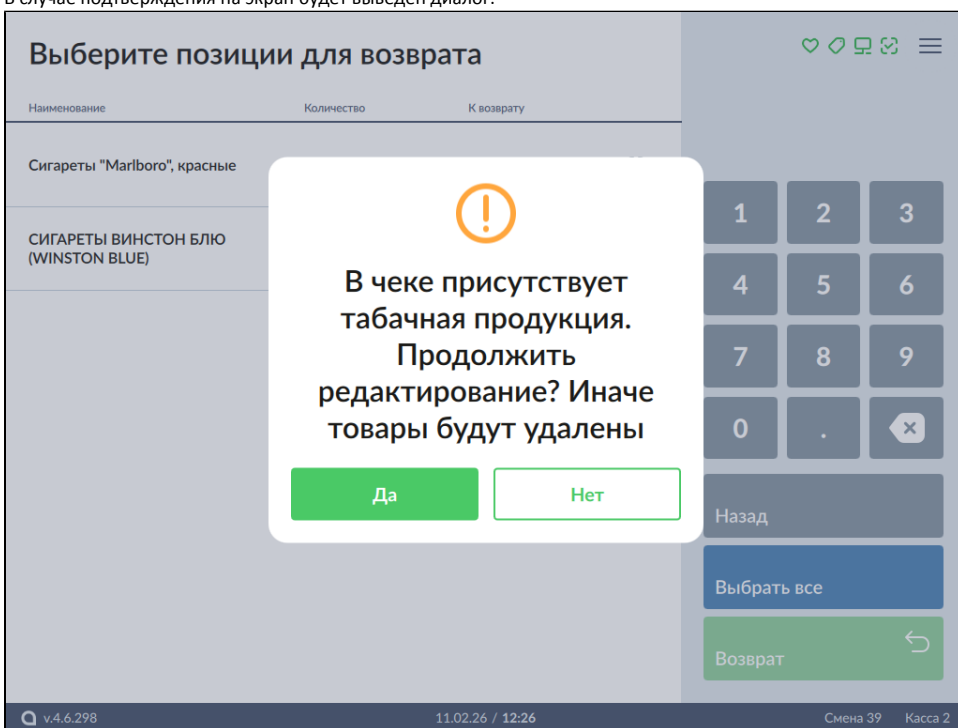 В случае подтверждения на экран будет выведен диалог:
Выберите позиции для возврата
Наименование Количество К возврату
Сигареты "Marlboro", красные
СИГАРЕТЫ ВИНСТОН БЛЮ
(WINSTON BLUE)
В чеке присутствует
табачная продукция.
Продолжить
редактирование? Иначе
товары будут удалены
Да Нет
1 2 3
4 5 6
7 8 9
0 .
Назад
Выбрать все
Возврат
v.4.6.298 11.02.26 / 12:26 Смена 39 Касса 2